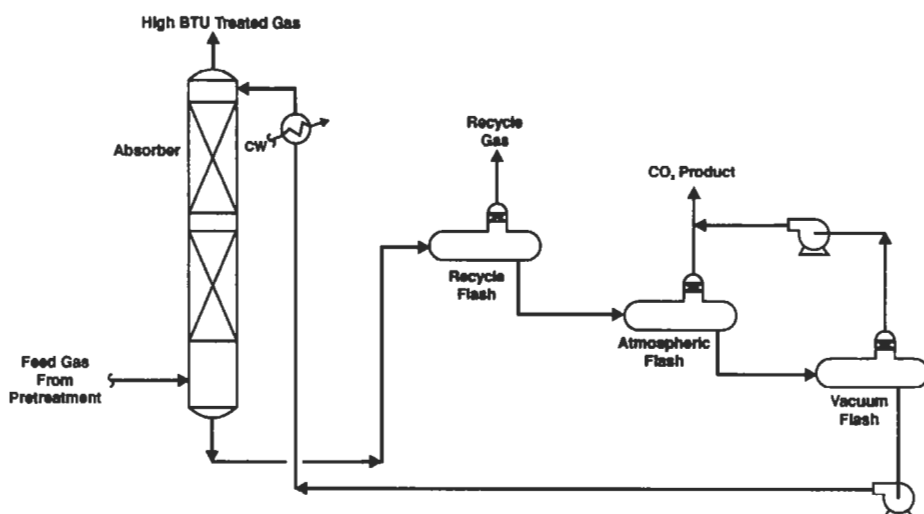 High BTU Treated Gas
Absorber
CW
Recycle
Gas
CO₂ Product
Recycle
Flash
Atmospheric
Flash
Feed Gas
From
Pretreatment
Vacuum
Flash